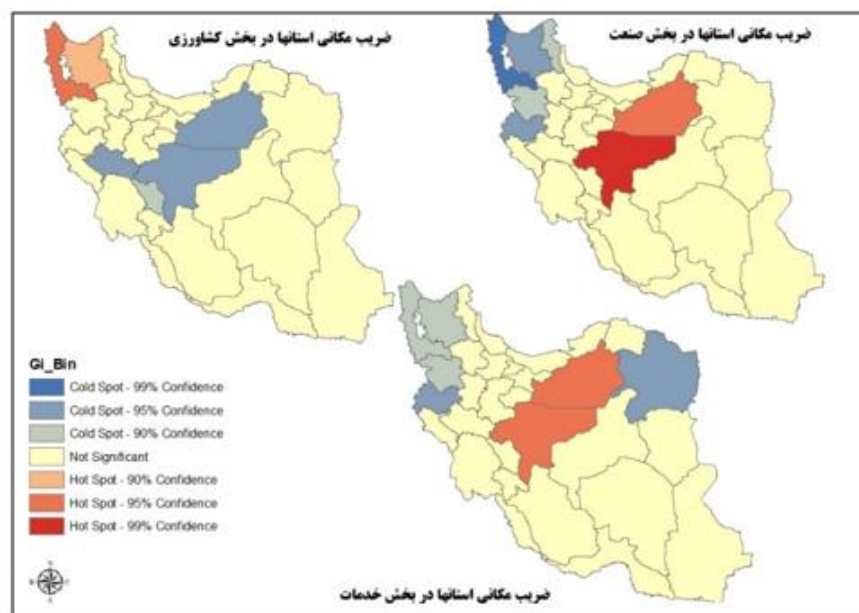 ضریب مکانی استانها در بخش صنعت
ضریب مکانی استانها در بخش کشاورزی
Gi_Bin
Cold Spot - 99% Confidence
Cold Spot - 95% Confidence
Cold Spot - 90% Confidence
Not Significant
Hot Spot - 90% Confidence
Hot Spot - 95% Confidence
Hot Spot - 99% Confidence
ضریب مکانی استانها در بخش خدمات